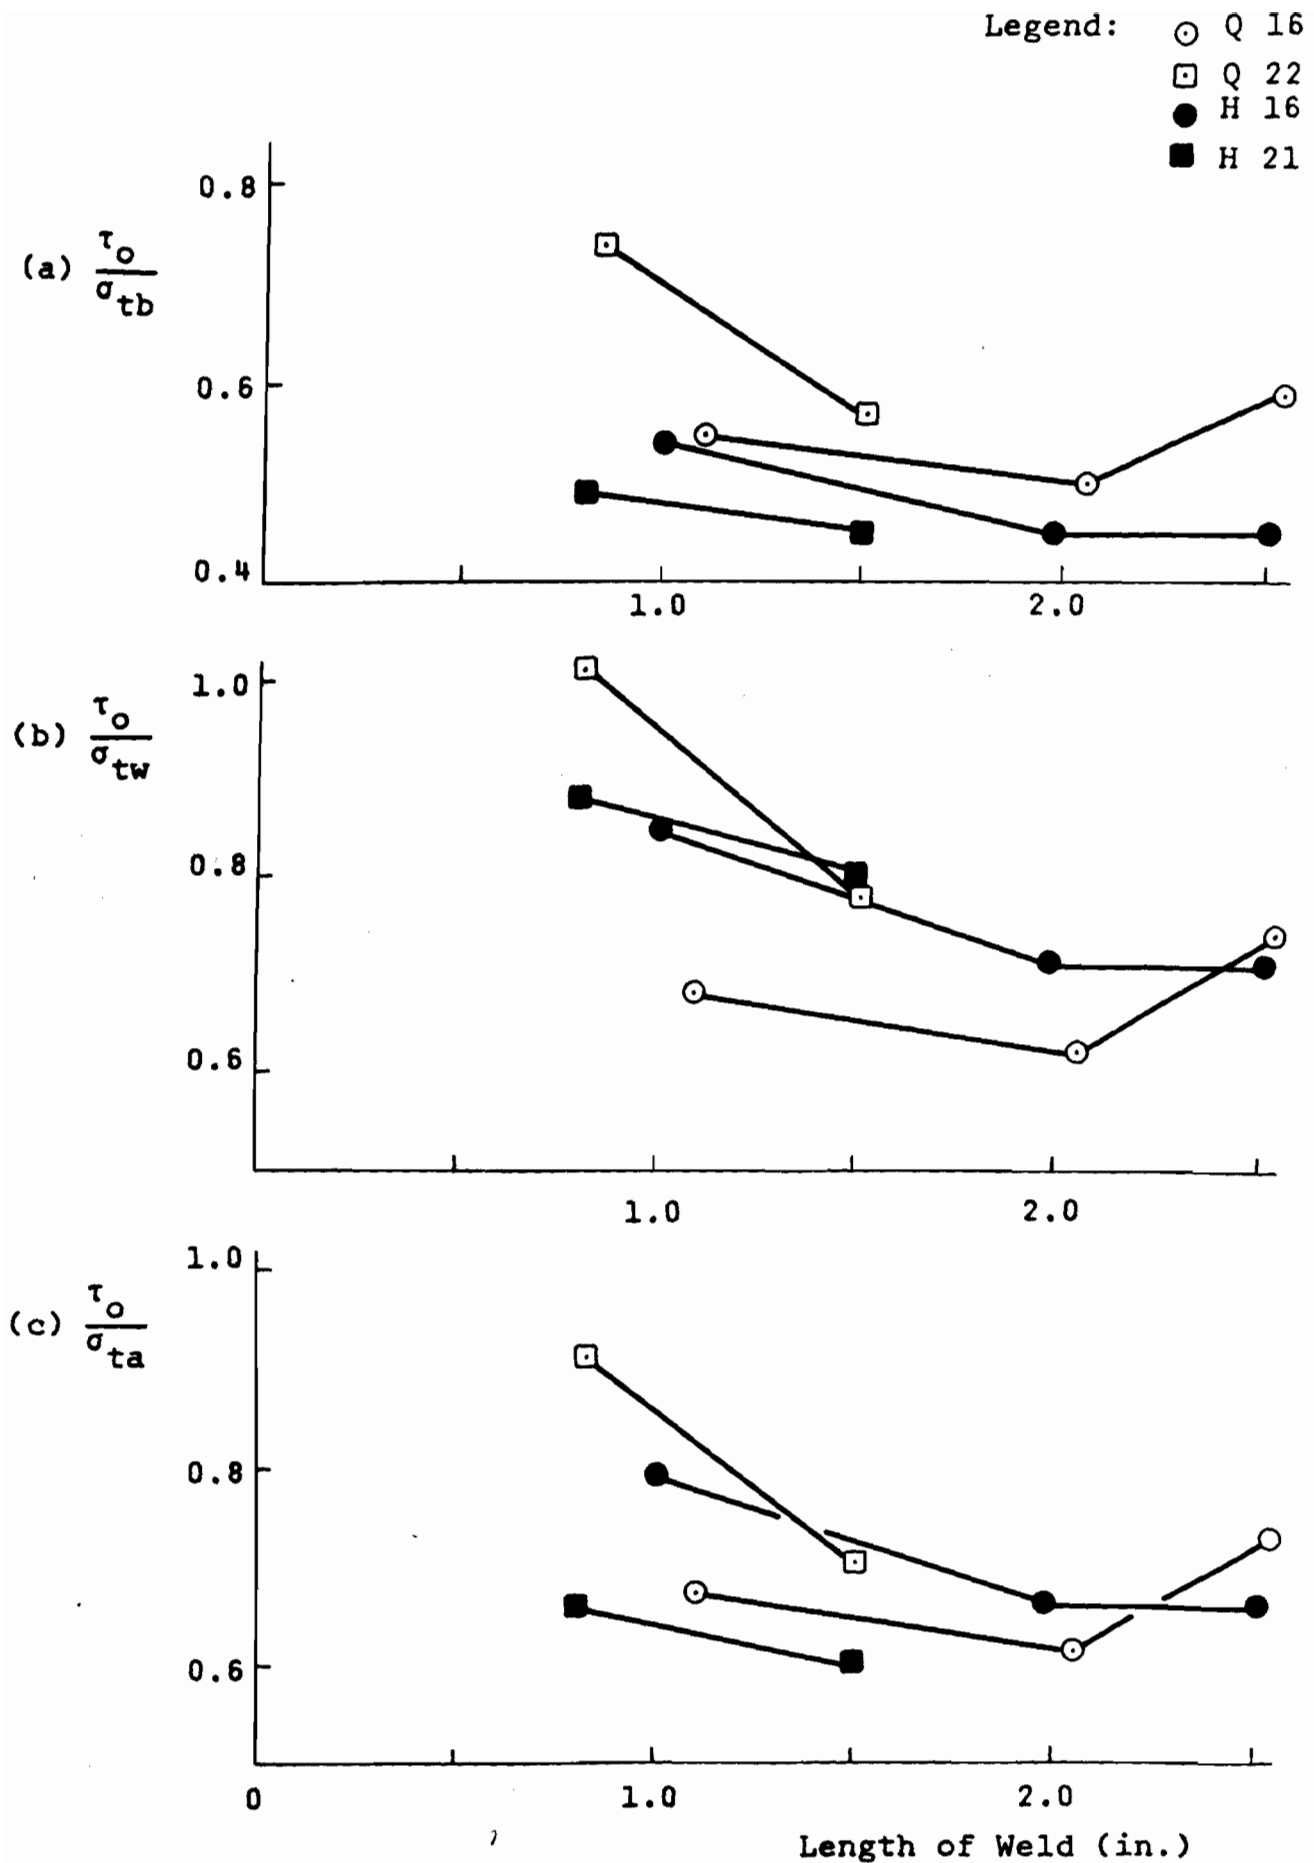 Legend: Q 16
Q 22
H 16
H 21
0.8
(a) τo
σtb
0.6
0.4
1.0 2.0
1.0
(b) τo
σtw
0.8
0.6
1.0 2.0
1.0
(c) τo
σta
0.8
0.6
0 1.0 2.0
Length of Weld (in.)